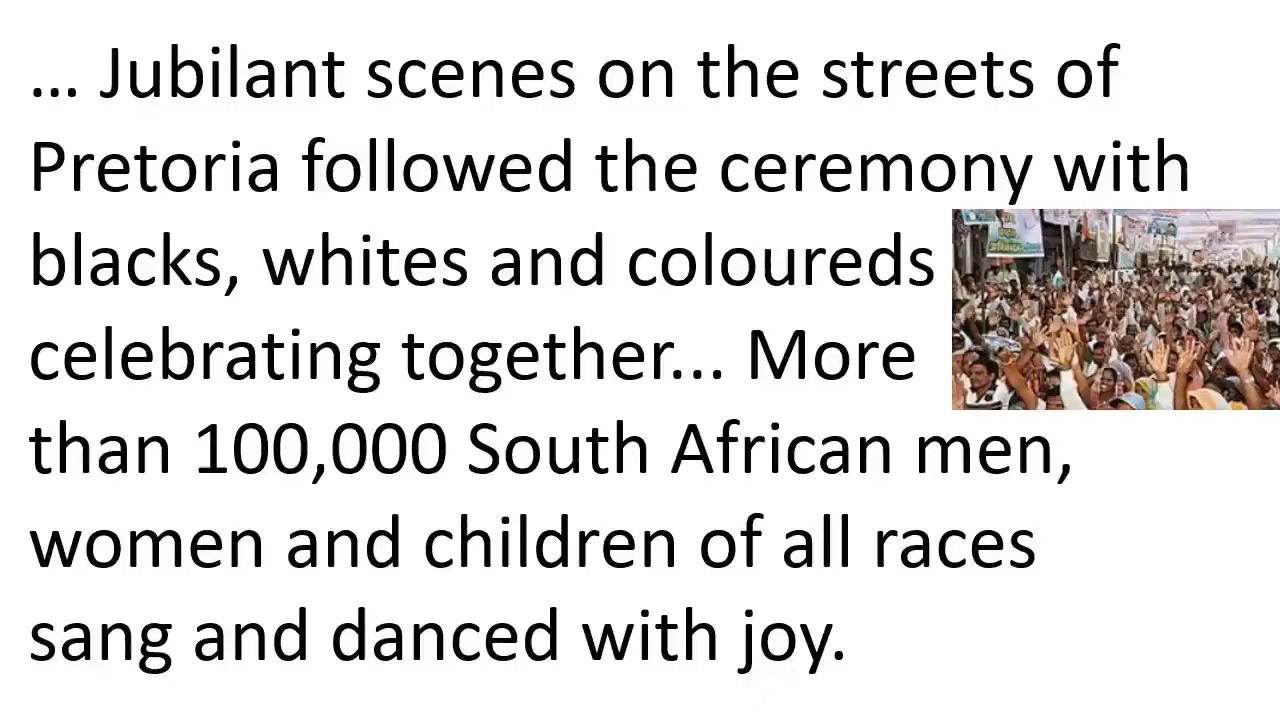 ... Jubilant scenes on the streets of
Pretoria followed the ceremony with
blacks, whites and coloureds
celebrating together... More
than 100,000 South African men,
women and children of all races
sang and danced with joy.